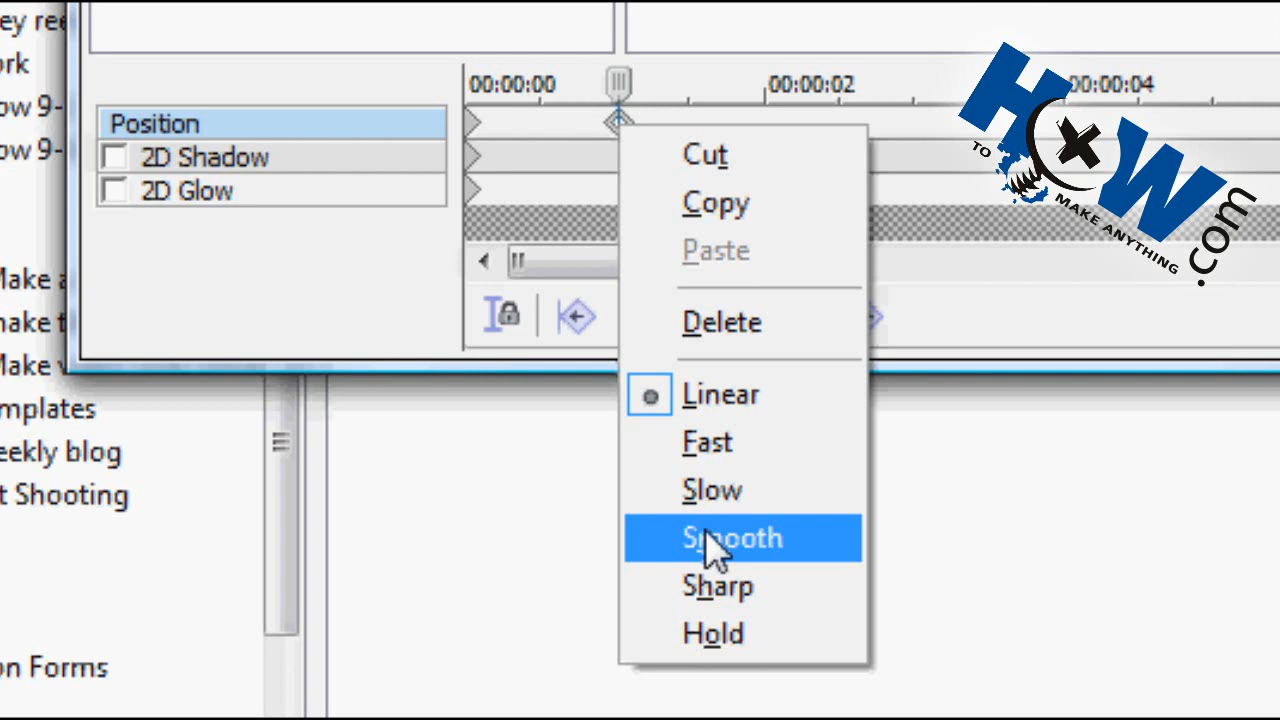 ey ree
ork
ow 9-
ow 9-
00:00:00
00:00:02
00:00:04
Position
2D Shadow
2D Glow
Cut
Copy
Paste
Delete
Linear
Fast
Slow
Smooth
Sharp
Hold
Make a
make t
Make v
mplates
eekly blog
t Shooting
on Forms
HOW
TO
MAKE ANYTHING
.com